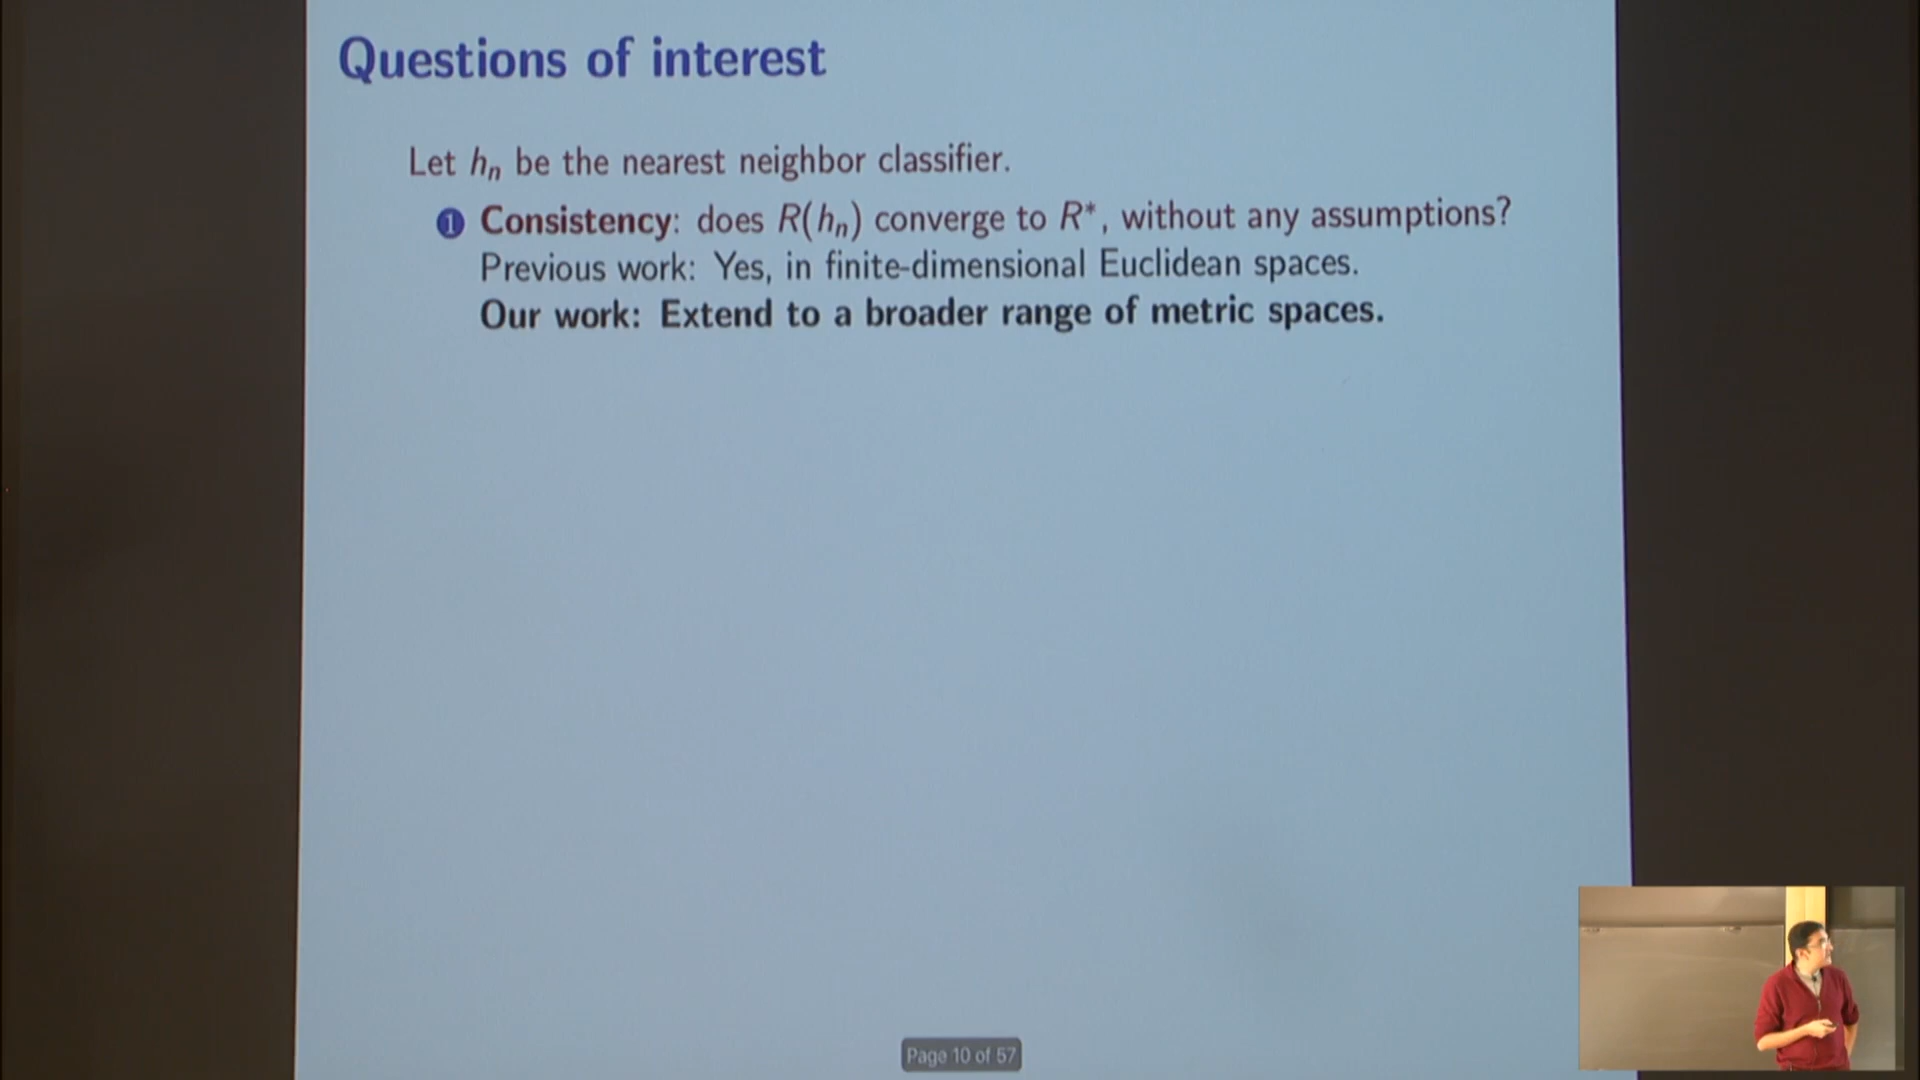 Questions of interest
Let hₙ be the nearest neighbor classifier.
1 Consistency: does R(hₙ) converge to R*, without any assumptions?
Previous work: Yes, in finite-dimensional Euclidean spaces.
Our work: Extend to a broader range of metric spaces.
Page 10 of 57